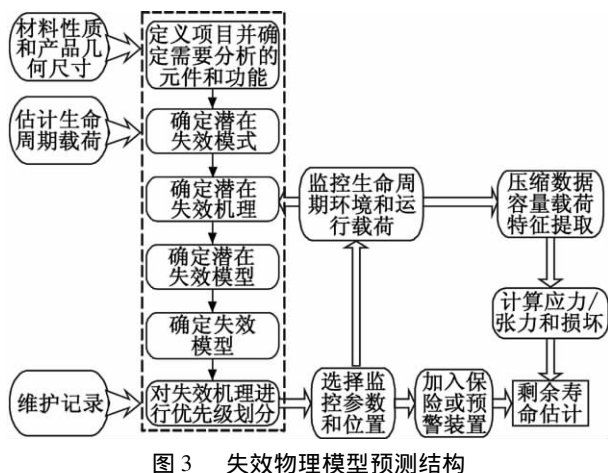 材料性质
和产品几
何尺寸
定义项目并确
定需要分析的
元件和功能
估计生命
周期载荷
确定潜在
失效模式
确定潜在
失效机理
监控生命周
期环境和运
行载荷
压缩数据
容量载荷
特征提取
确定潜在
失效模型
计算应力/
张力和损坏
确定失效
模型
维护记录
对失效机理进
行优先级划分
选择监
控参数
和位置
加入保
险或预
警装置
剩余寿
命估计
图3 失效物理模型预测结构